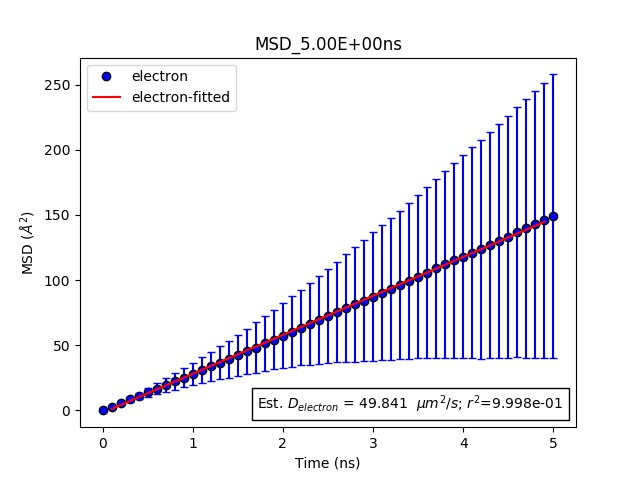 MSD_5.00E+00ns
electron
electron-fitted
MSD (Å²)
250
200
150
100
50
0
Est. D_electron = 49.841 μm²/s; r²=9.998e-01
0 1 2 3 4 5
Time (ns)